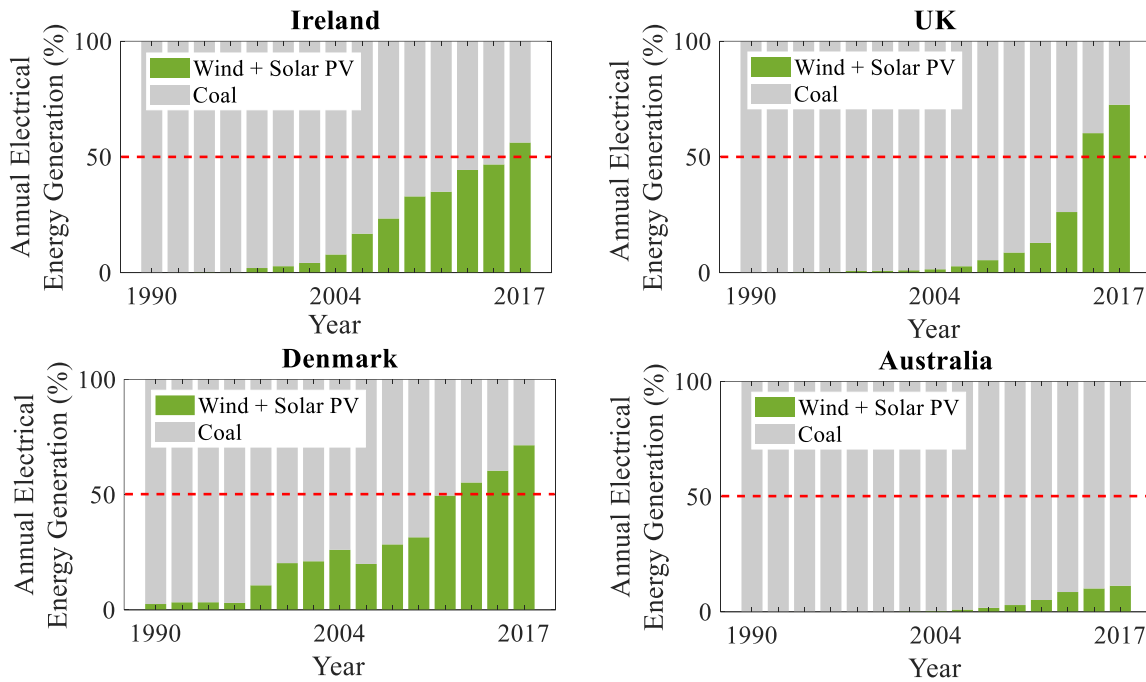 Ireland
Annual Electrical
Energy Generation (%)
100
50
0
Wind + Solar PV
Coal
1990
2004
2017
Year
UK
Annual Electrical
Energy Generation (%)
100
50
0
Wind + Solar PV
Coal
1990
2004
2017
Year
Denmark
Annual Electrical
Energy Generation (%)
100
50
0
Wind + Solar PV
Coal
1990
2004
2017
Year
Australia
Annual Electrical
Energy Generation (%)
100
50
0
Wind + Solar PV
Coal
1990
2004
2017
Year